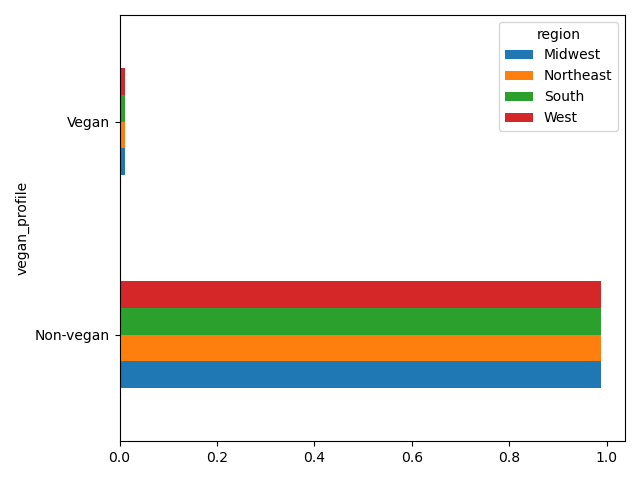 region
Midwest
Northeast
South
West
Vegan
Non-vegan
vegan_profile
0.0 0.2 0.4 0.6 0.8 1.0